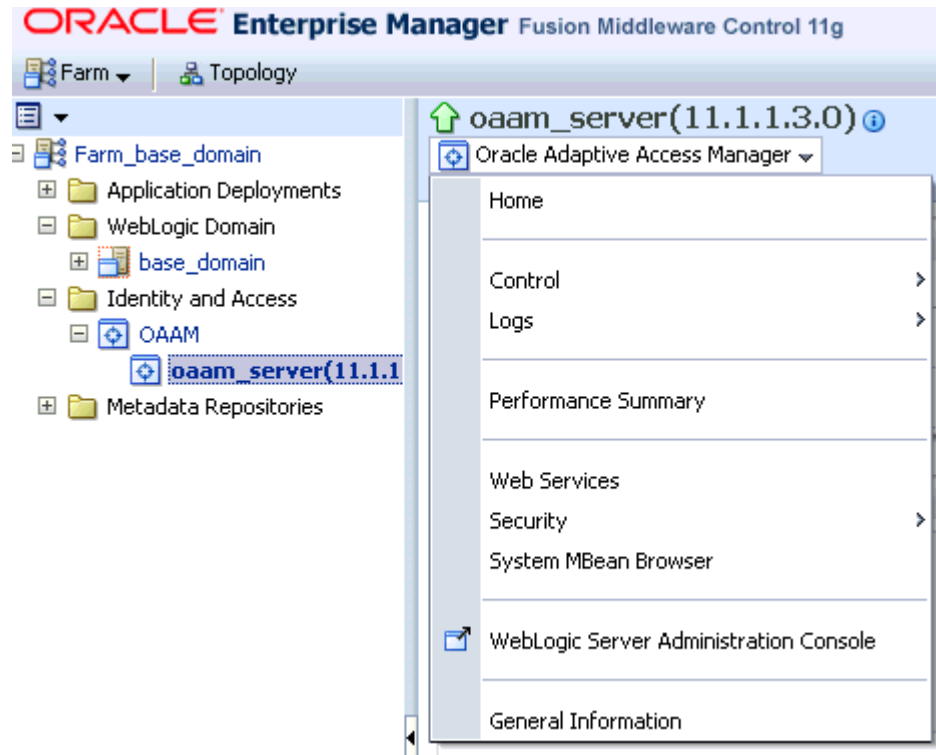 ORACLE Enterprise Manager Fusion Middleware Control 11g
Farm Topology
Farm_base_domain
Application Deployments
WebLogic Domain
base_domain
Identity and Access
OAAM
oaam_server(11.1.1
Metadata Repositories
oaam_server(11.1.1.3.0)
Oracle Adaptive Access Manager
Home
Control
Logs
Performance Summary
Web Services
Security
System MBean Browser
WebLogic Server Administration Console
General Information